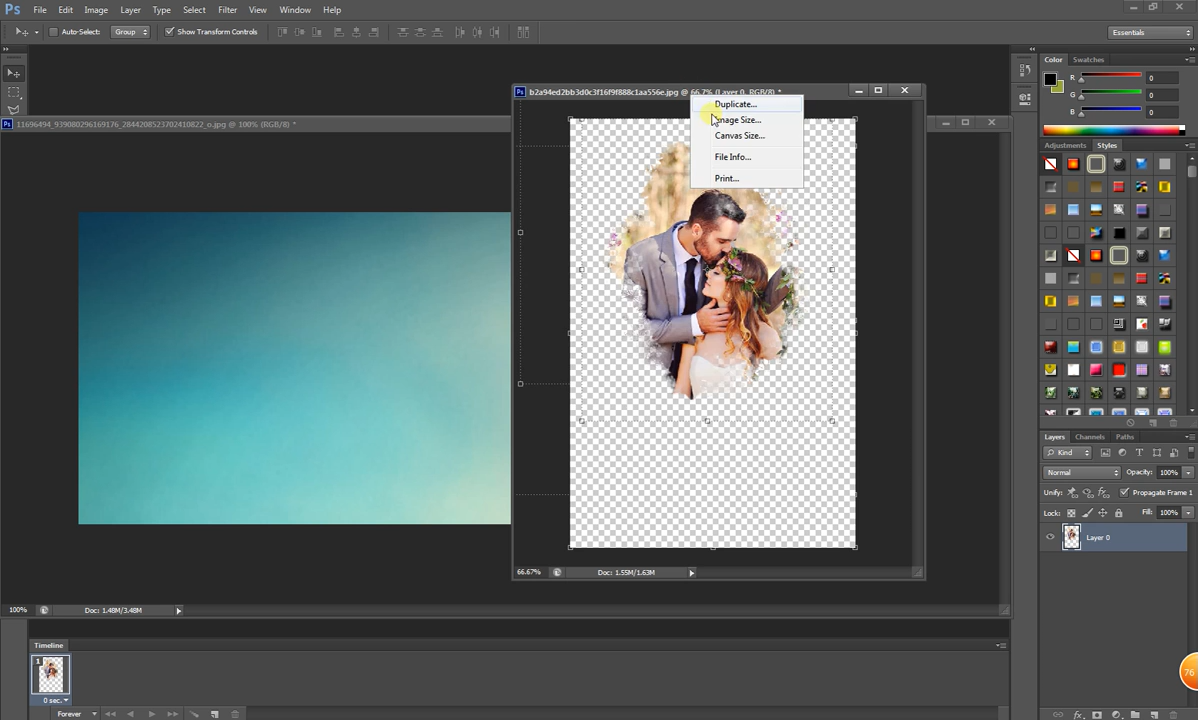 Ps File Edit Image Layer Type Select Filter View Window Help
Auto-Select: Group Show Transform Controls Essentials
b2a94ed2bb3d0c3f16f9f888c1aa556e.jpg @ 66.7% (Layer 0, RGB/8) *
Color Swatches
R 0
G 0
B 0
Duplicate...
Image Size...
Canvas Size...
File Info...
Print...
11696494_939080296169176_2844208523702410822_o.jpg @ 100% (RGB/8) *
Adjustments Styles
Layers Channels Paths
Kind
Normal Opacity: 100%
Unify: Propagate Frame 1
Lock: Fill: 100%
Layer 0
66.67% Doc: 1.55M/1.63M
100% Doc: 1.48M/3.48M
Timeline
1
0 sec.
Forever
76